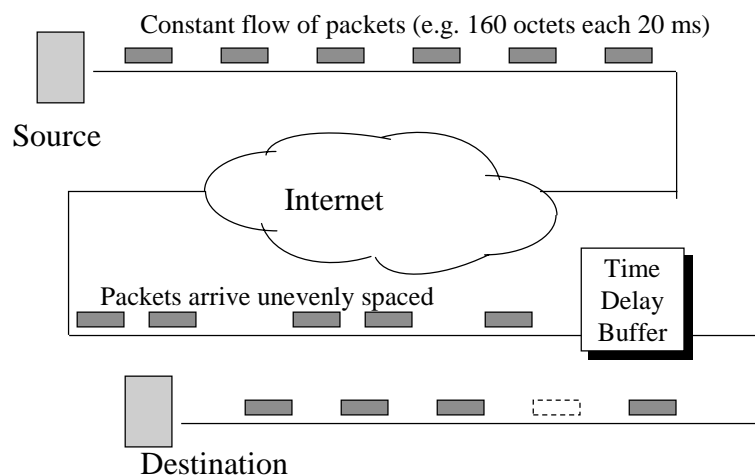 Constant flow of packets (e.g. 160 octets each 20 ms)
Source
Internet
Packets arrive unevenly spaced
Time
Delay
Buffer
Destination